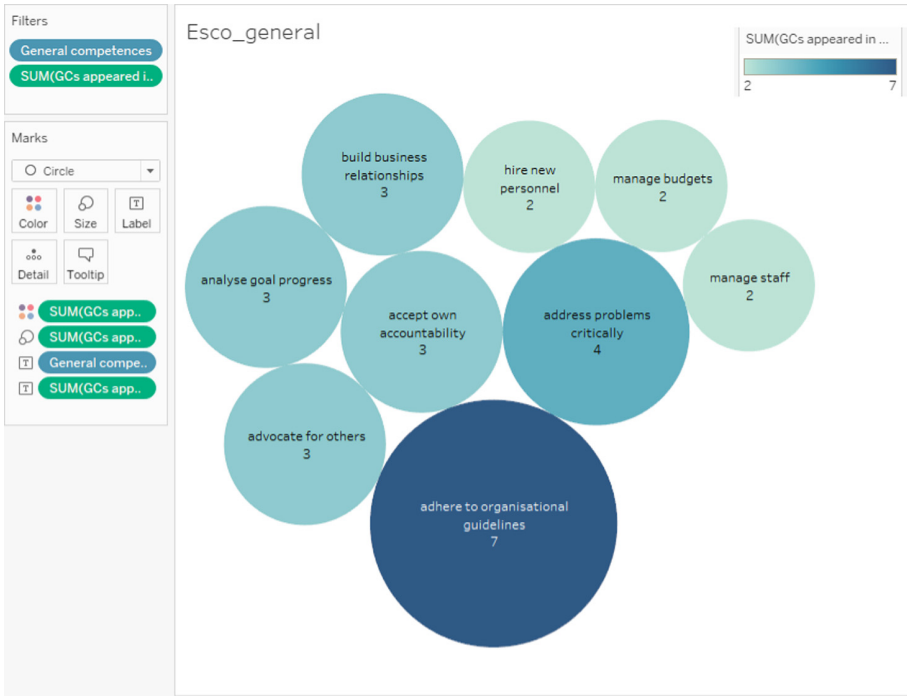 Filters
General competences
SUM(GCs appeared i..
Marks
Circle
Color
Size
T
Label
Detail
Tooltip
SUM(GCs app..
SUM(GCs app..
T
General compe..
T
SUM(GCs app..
Esco_general
SUM(GCs appeared in ...
2
7
build business
relationships
3
hire new
personnel
2
manage budgets
2
analyse goal progress
3
accept own
accountability
3
address problems
critically
4
manage staff
2
advocate for others
3
adhere to organisational
guidelines
7